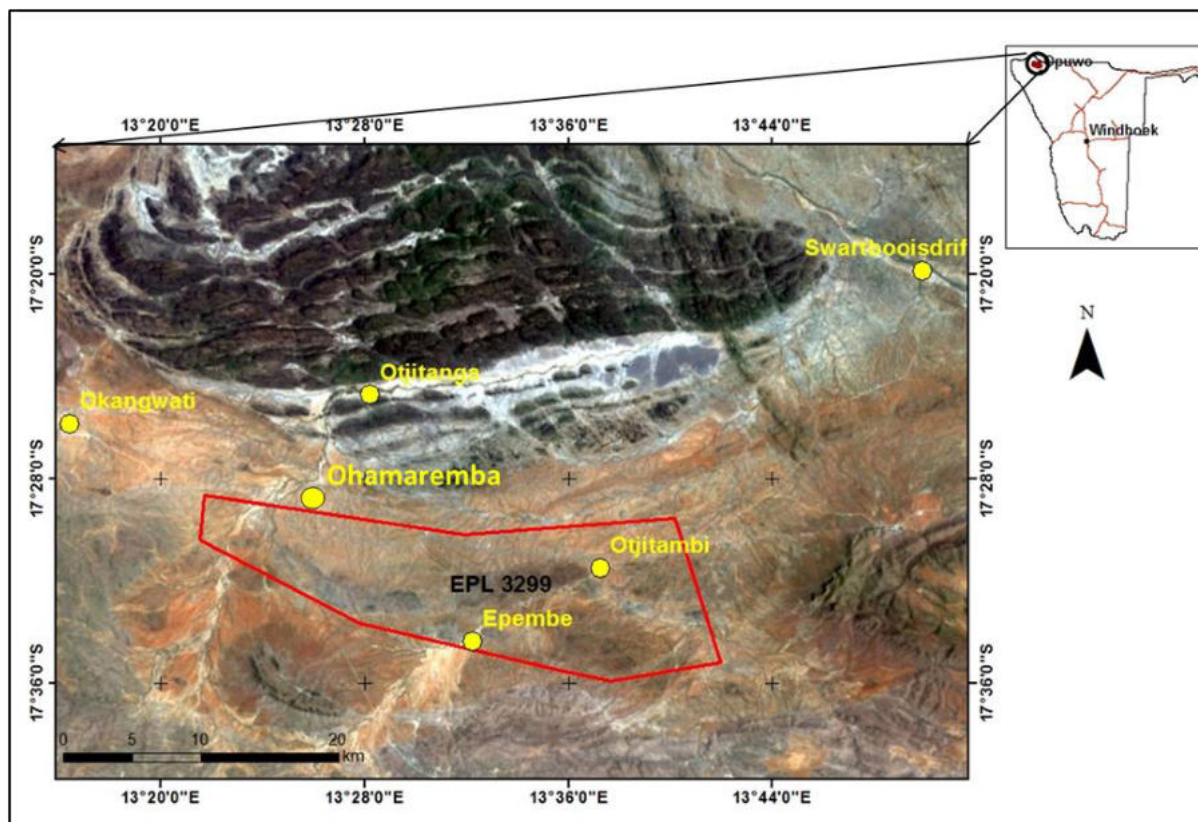 Opuwo
Windhoek
13°20'0"E
13°28'0"E
13°36'0"E
13°44'0"E
17°20'0"S
17°20'0"S
Swartbooisdrif
N
Otjitanga
Okangwati
Ohamaremba
17°28'0"S
17°28'0"S
Otjitambi
EPL 3299
Epembe
17°36'0"S
17°36'0"S
0 5 10 20
km
13°20'0"E
13°28'0"E
13°36'0"E
13°44'0"E